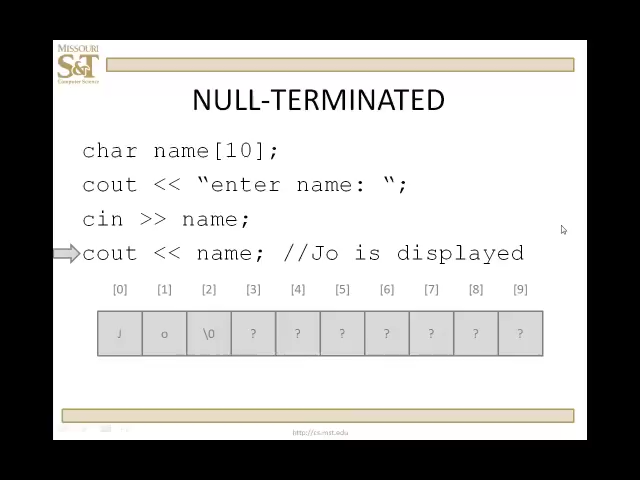 MISSOURI
S&T
Computer Science
NULL-TERMINATED
char name[10];
cout << “enter name: “;
cin >> name;
cout << name; //Jo is displayed
[0] [1] [2] [3] [4] [5] [6] [7] [8] [9]
J o \0 ? ? ? ? ? ? ?
http://cs.mst.edu